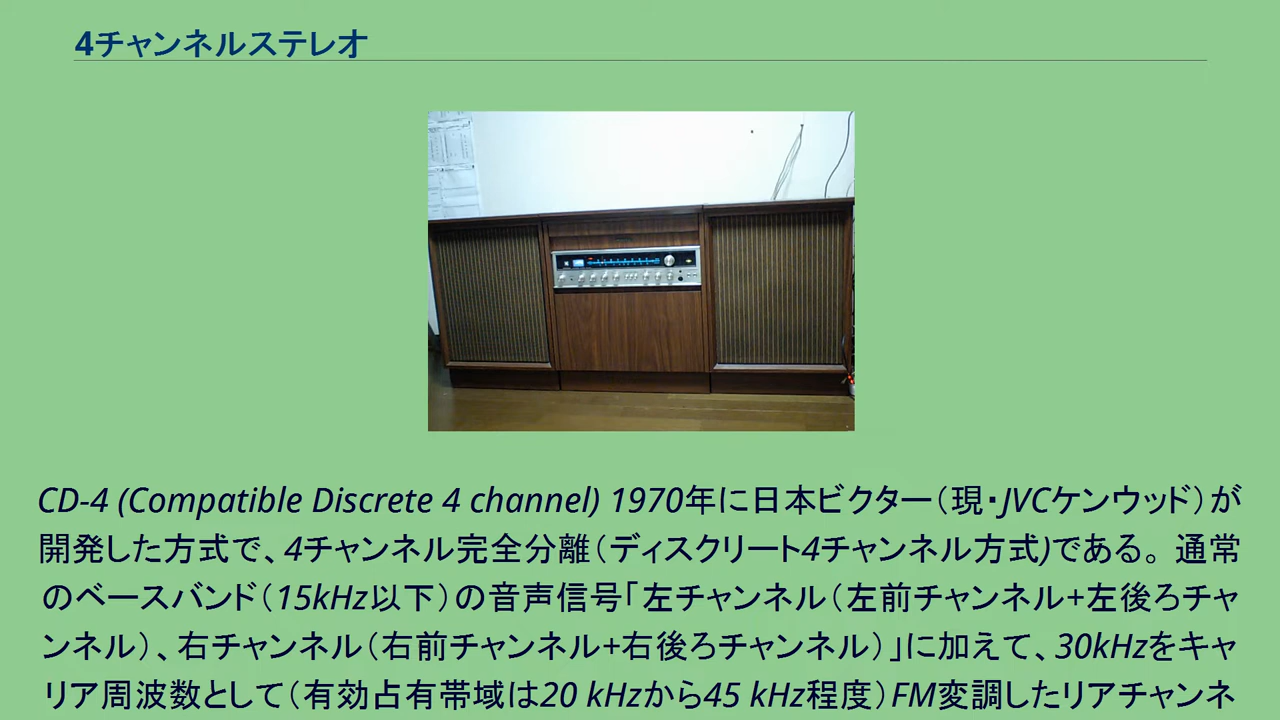 4チャンネルステレオ
CD-4 (Compatible Discrete 4 channel) 1970年に日本ビクター（現・JVCケンウッド）が
開発した方式で、4チャンネル完全分離（ディスクリート4チャンネル方式)である。 通常
のベースバンド（15kHz以下）の音声信号「左チャンネル（左前チャンネル+左後ろチャ
ンネル）、右チャンネル（右前チャンネル+右後ろチャンネル）」に加えて、30kHzをキャ
リア周波数として（有効占有帯域は20 kHzから45 kHz程度）FM変調したリアチャンネ